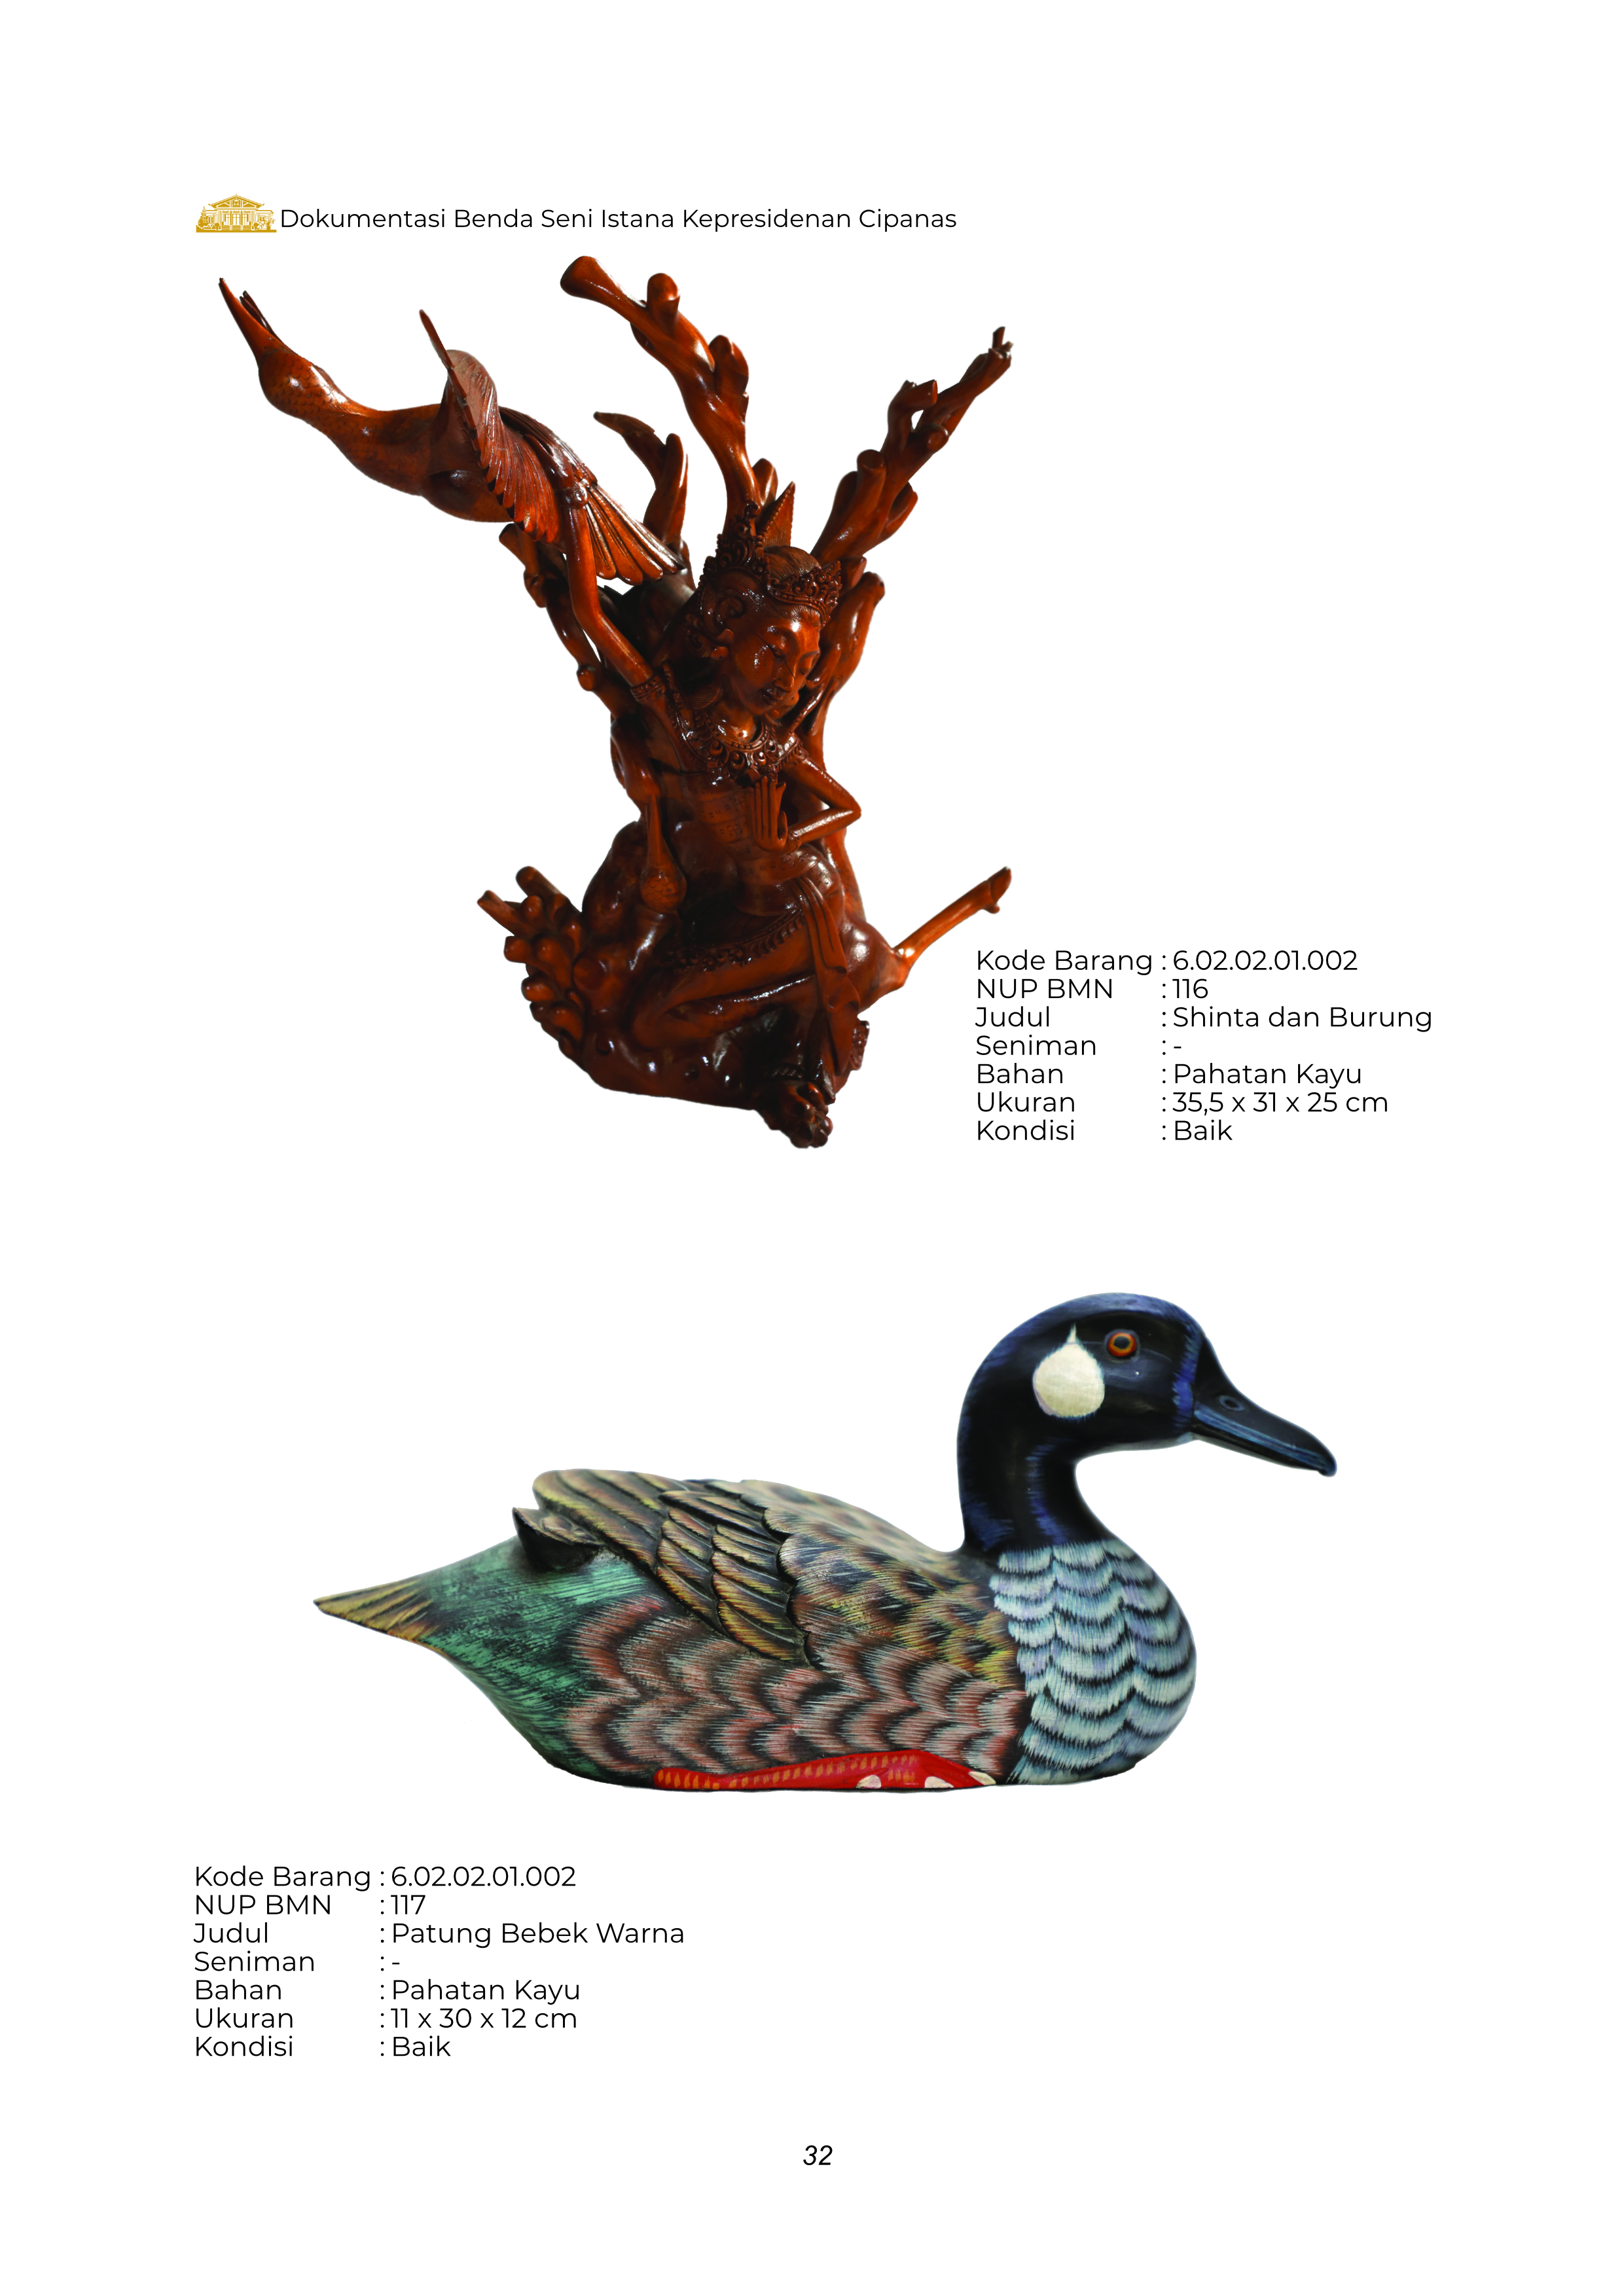 Dokumentasi Benda Seni Istana Kepresidenan Cipanas
Kode Barang : 6.02.02.01.002
NUP BMN : 116
Judul : Shinta dan Burung
Seniman : -
Bahan : Pahatan Kayu
Ukuran : 35,5 x 31 x 25 cm
Kondisi : Baik
Kode Barang : 6.02.02.01.002
NUP BMN : 117
Judul : Patung Bebek Warna
Seniman : -
Bahan : Pahatan Kayu
Ukuran : 11 x 30 x 12 cm
Kondisi : Baik
32